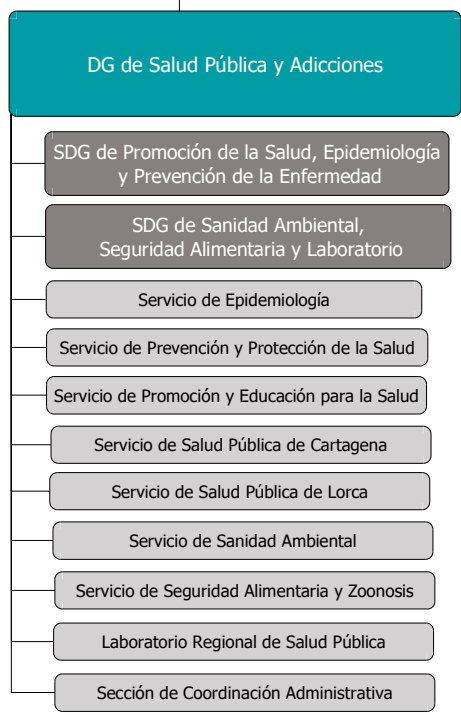 DG de Salud Pública y Adicciones
SDG de Promoción de la Salud, Epidemiología
y Prevención de la Enfermedad
SDG de Sanidad Ambiental,
Seguridad Alimentaria y Laboratorio
Servicio de Epidemiología
Servicio de Prevención y Protección de la Salud
Servicio de Promoción y Educación para la Salud
Servicio de Salud Pública de Cartagena
Servicio de Salud Pública de Lorca
Servicio de Sanidad Ambiental
Servicio de Seguridad Alimentaria y Zoonosis
Laboratorio Regional de Salud Pública
Sección de Coordinación Administrativa